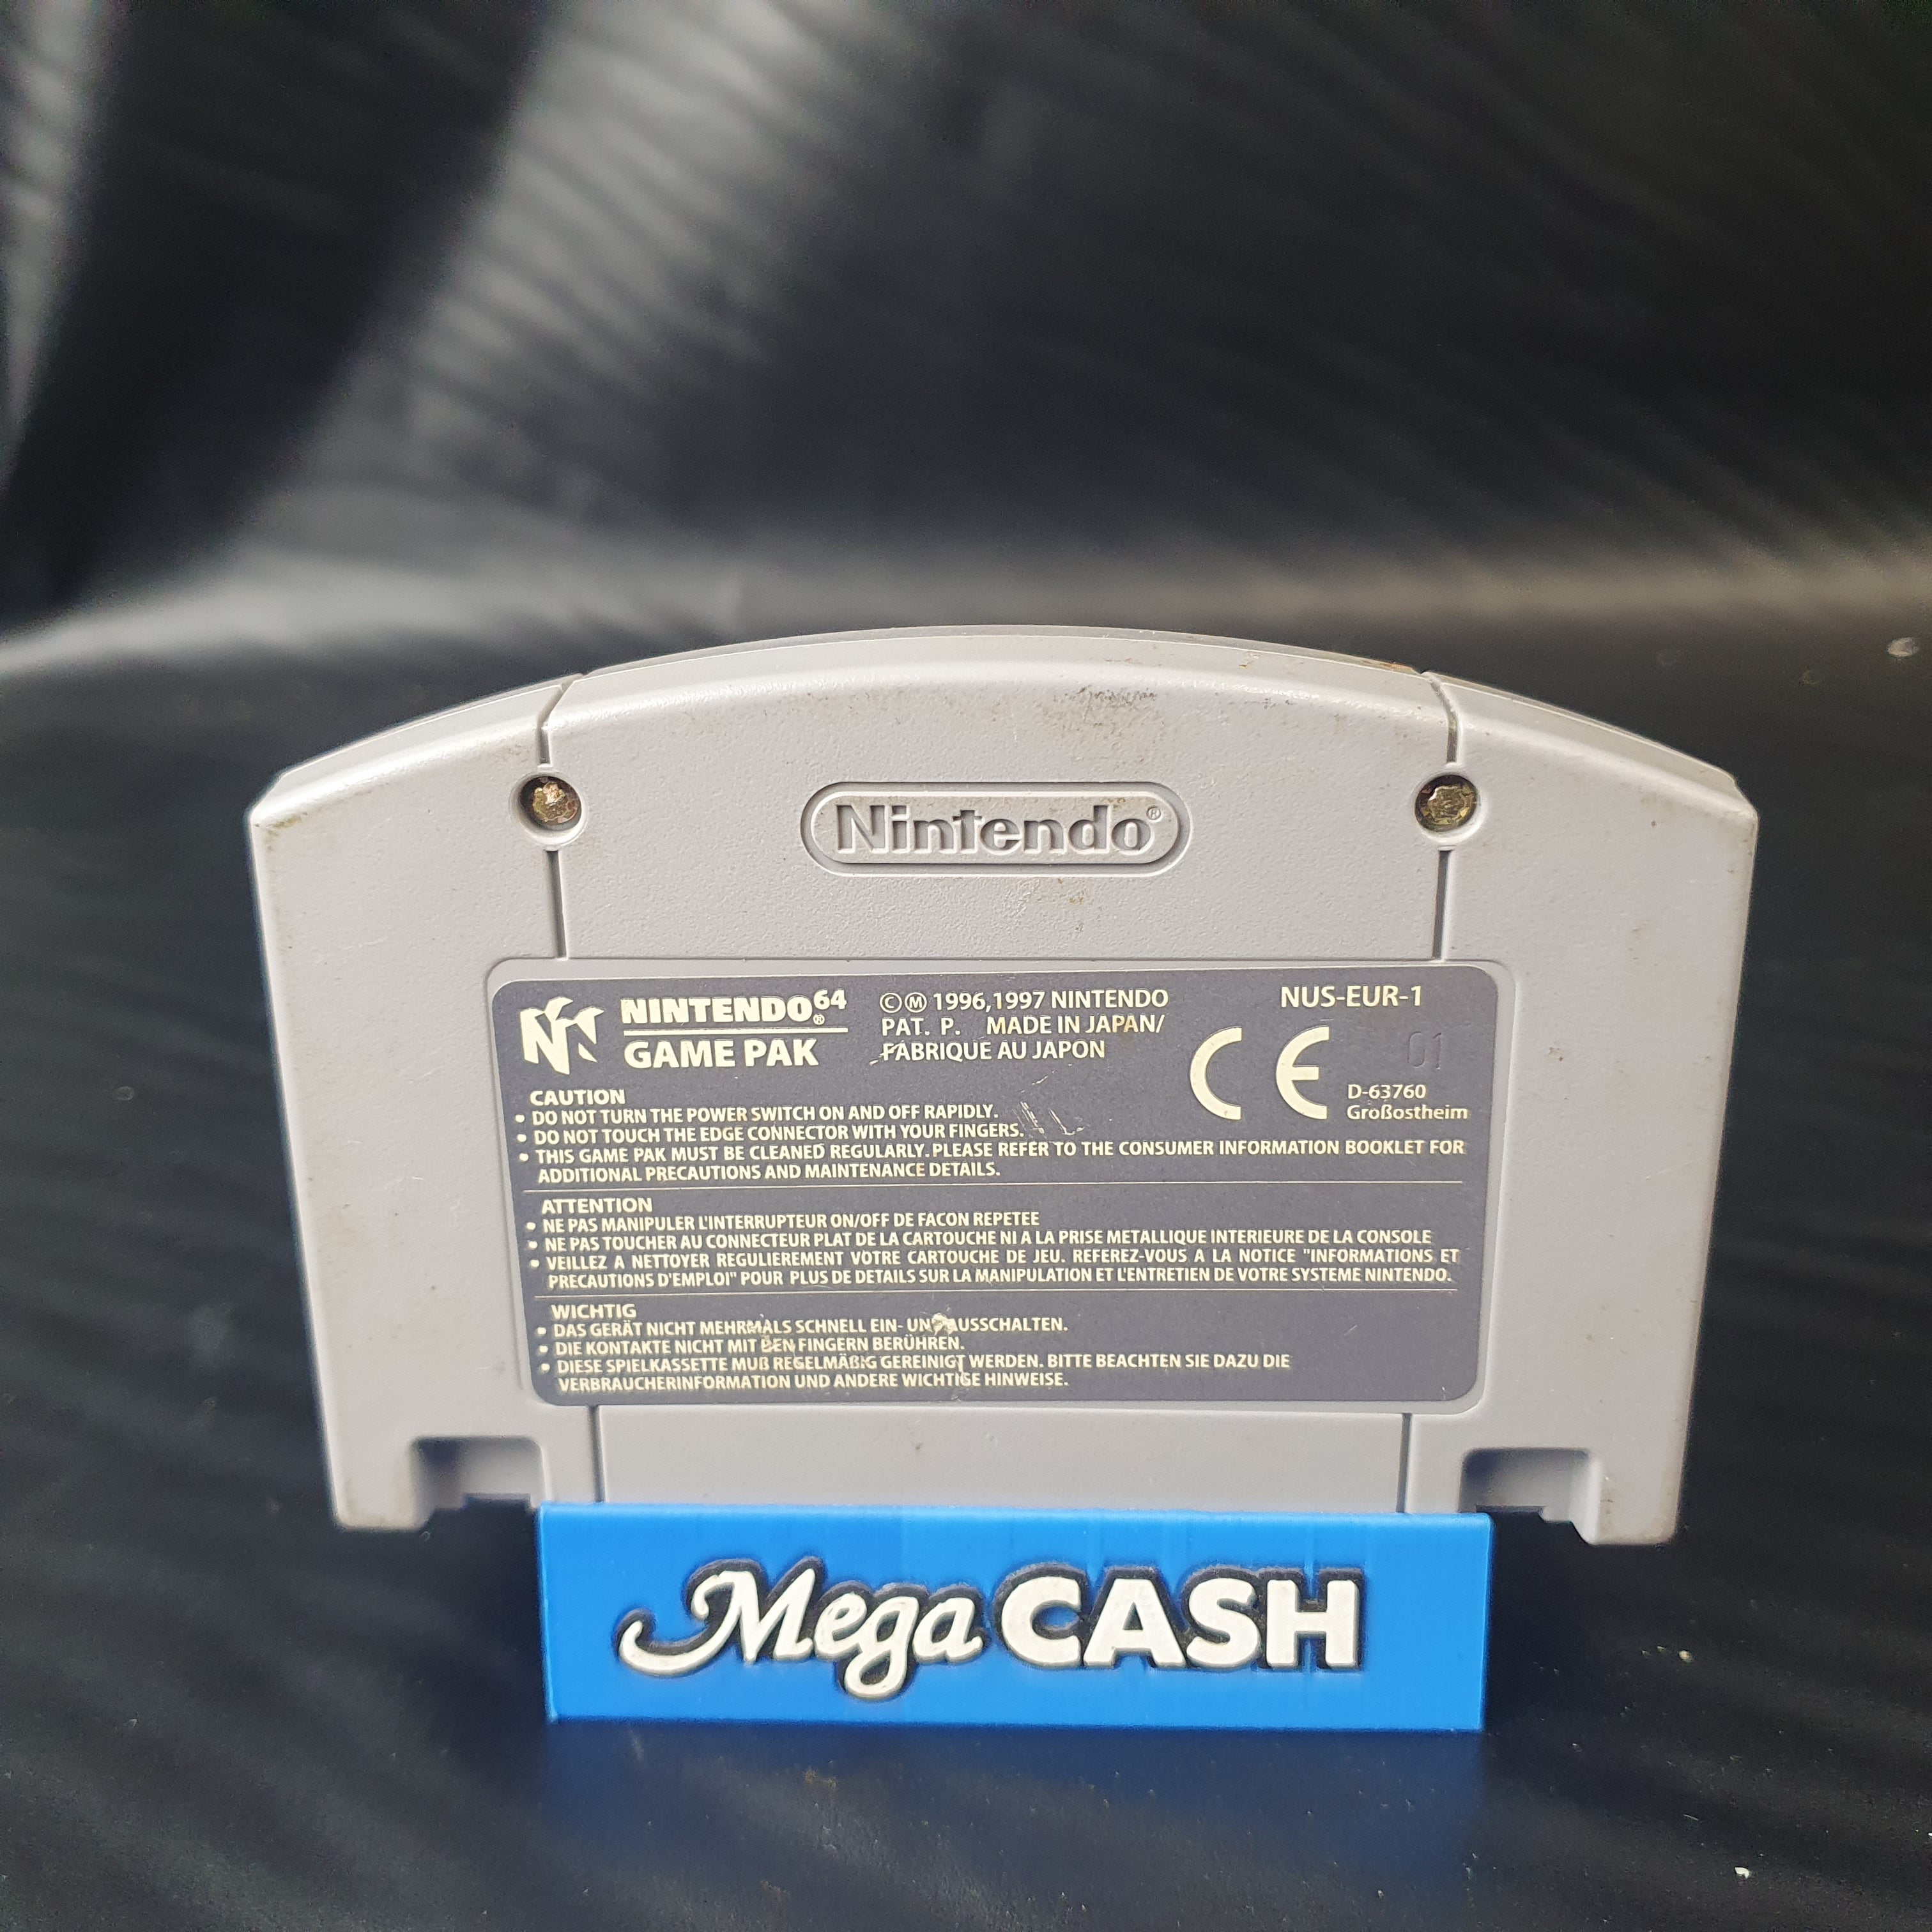 Nintendo®
NINTENDO64®
GAME PAK
©Ⓜ 1996,1997 NINTENDO
PAT. P. MADE IN JAPAN/
FABRIQUE AU JAPON
NUS-EUR-1
CE
01
D-63760
Großostheim
CAUTION
• DO NOT TURN THE POWER SWITCH ON AND OFF RAPIDLY.
• DO NOT TOUCH THE EDGE CONNECTOR WITH YOUR FINGERS.
• THIS GAME PAK MUST BE CLEANED REGULARLY. PLEASE REFER TO THE CONSUMER INFORMATION BOOKLET FOR
ADDITIONAL PRECAUTIONS AND MAINTENANCE DETAILS.
ATTENTION
• NE PAS MANIPULER L'INTERRUPTEUR ON/OFF DE FACON REPETEE
• NE PAS TOUCHER AU CONNECTEUR PLAT DE LA CARTOUCHE NI A LA PRISE METALLIQUE INTERIEURE DE LA CONSOLE
• VEILLEZ A NETTOYER REGULIEREMENT VOTRE CARTOUCHE DE JEU. REFEREZ-VOUS A LA NOTICE "INFORMATIONS ET
PRECAUTIONS D'EMPLOI" POUR PLUS DE DETAILS SUR LA MANIPULATION ET L'ENTRETIEN DE VOTRE SYSTEME NINTENDO.
WICHTIG
• DAS GERÄT NICHT MEHRMALS SCHNELL EIN- UND AUSSCHALTEN.
• DIE KONTAKTE NICHT MIT DEN FINGERN BERÜHREN.
• DIESE SPIELKASSETTE MUß REGELMÄßIG GEREINIGT WERDEN. BITTE BEACHTEN SIE DAZU DIE
VERBRAUCHERINFORMATION UND ANDERE WICHTIGE HINWEISE.
Mega CASH